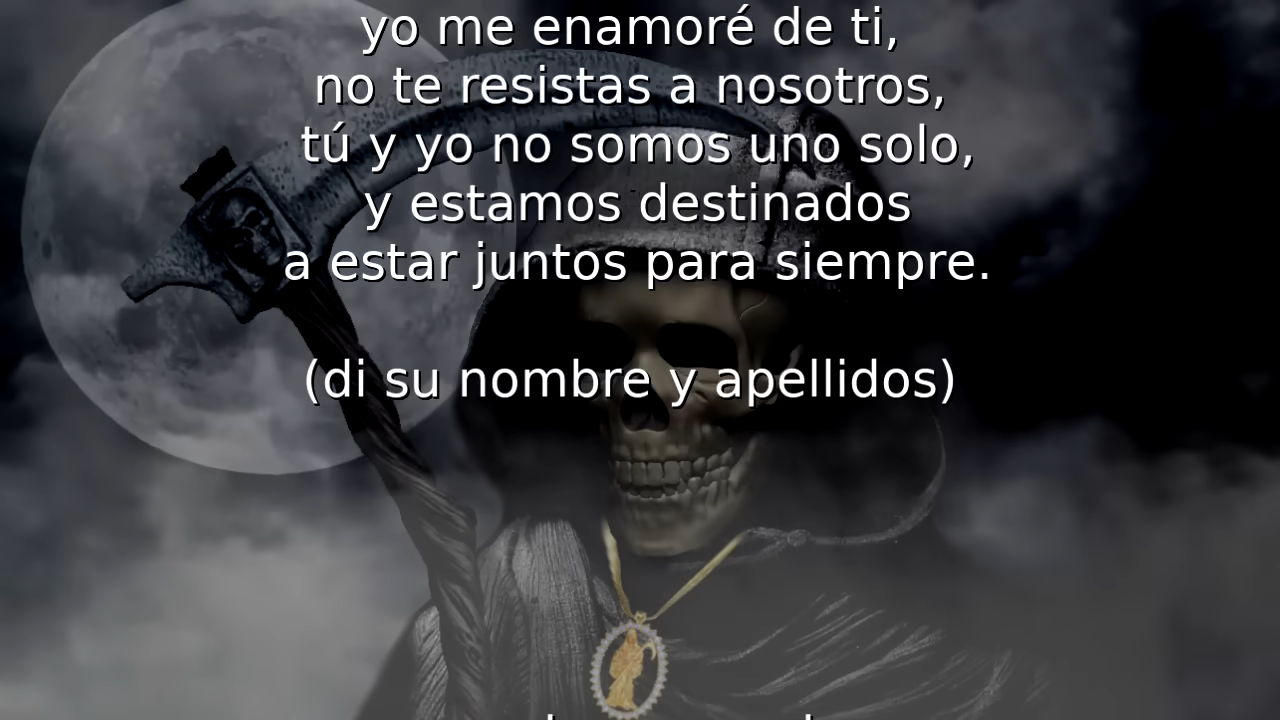 yo me enamoré de ti,
no te resistas a nosotros,
tú y yo no somos uno solo,
y estamos destinados
a estar juntos para siempre.
(di su nombre y apellidos)